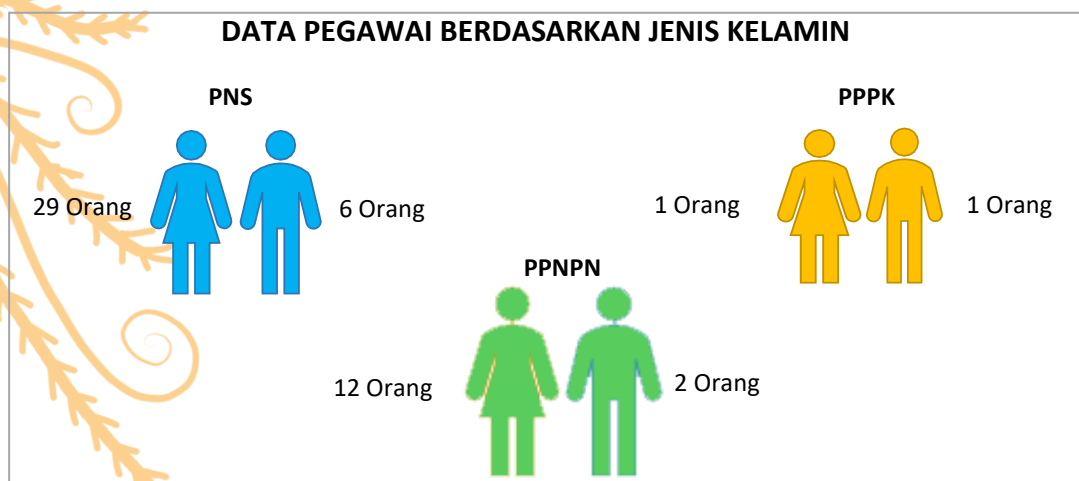 DATA PEGAWAI BERDASARKAN JENIS KELAMIN
PNS
29 Orang
6 Orang
PPPK
1 Orang
1 Orang
PPNPN
12 Orang
2 Orang